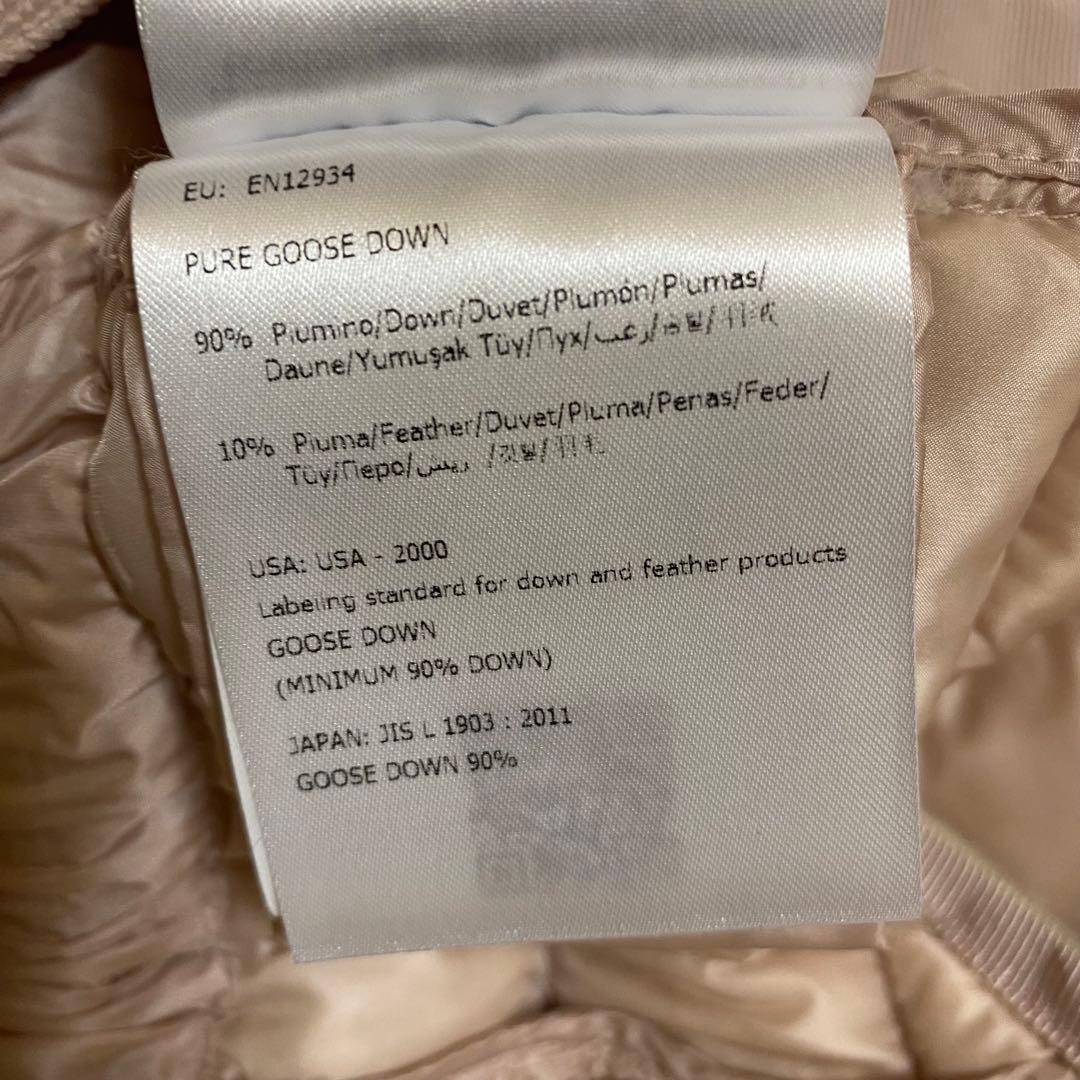 EU: EN12934
PURE GOOSE DOWN
90% Piumino/Down/Duvet/Plumón/Plumas/
Daune/Yumuşak Tüy/Пух/زغب/
10% Piuma/Feather/Duvet/Pluma/Penas/Feder/
Tüy/Перо/ريش/
USA: USA - 2000
Labeling standard for down and feather products
GOOSE DOWN
(MINIMUM 90% DOWN)
JAPAN: JIS L 1903 : 2011
GOOSE DOWN 90%